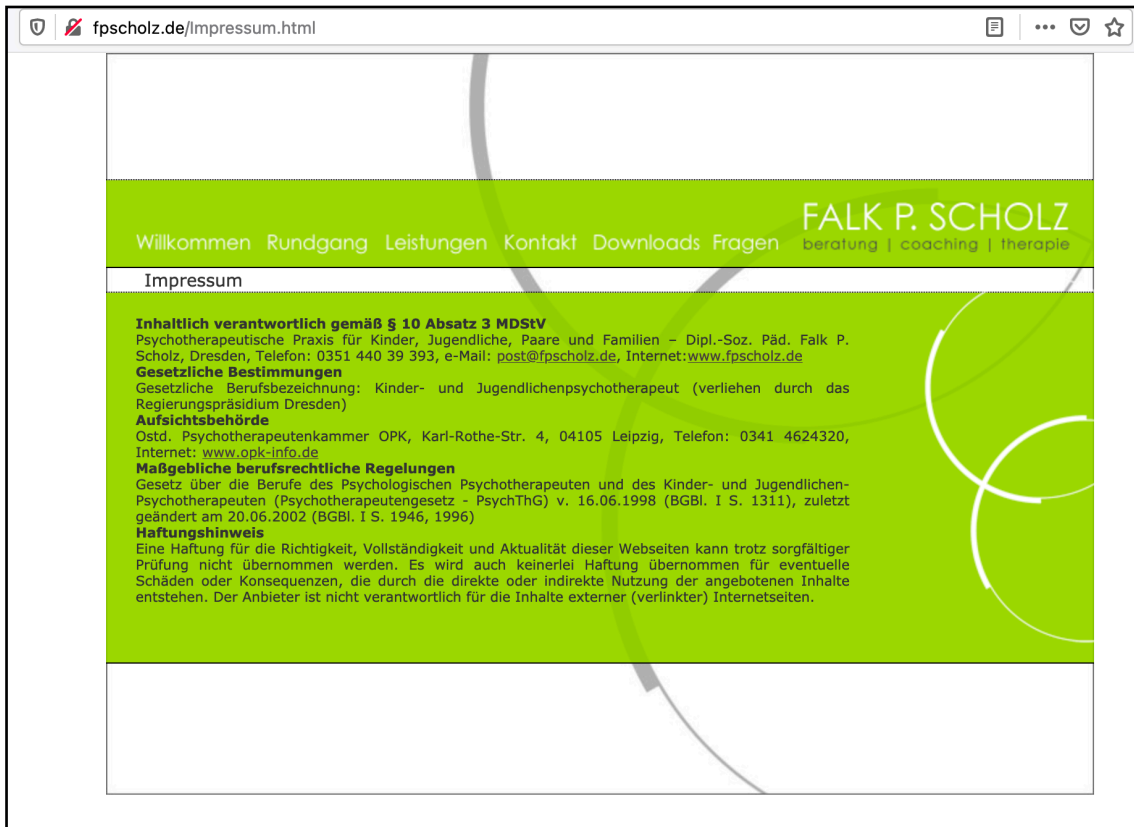 fpscholz.de/Impressum.html
FALK P. SCHOLZ
beratung | coaching | therapie
Willkommen Rundgang Leistungen Kontakt Downloads Fragen
Impressum
Inhaltlich verantwortlich gemäß § 10 Absatz 3 MDStV
Psychotherapeutische Praxis für Kinder, Jugendliche, Paare und Familien – Dipl.-Soz. Päd. Falk P.
Scholz, Dresden, Telefon: 0351 440 39 393, e-Mail: post@fpscholz.de, Internet:www.fpscholz.de
Gesetzliche Bestimmungen
Gesetzliche Berufsbezeichnung: Kinder- und Jugendlichenpsychotherapeut (verliehen durch das
Regierungspräsidium Dresden)
Aufsichtsbehörde
Ostd. Psychotherapeutenkammer OPK, Karl-Rothe-Str. 4, 04105 Leipzig, Telefon: 0341 4624320,
Internet: www.opk-info.de
Maßgebliche berufsrechtliche Regelungen
Gesetz über die Berufe des Psychologischen Psychotherapeuten und des Kinder- und Jugendlichen-
Psychotherapeuten (Psychotherapeutengesetz - PsychThG) v. 16.06.1998 (BGBl. I S. 1311), zuletzt
geändert am 20.06.2002 (BGBl. I S. 1946, 1996)
Haftungshinweis
Eine Haftung für die Richtigkeit, Vollständigkeit und Aktualität dieser Webseiten kann trotz sorgfältiger
Prüfung nicht übernommen werden. Es wird auch keinerlei Haftung übernommen für eventuelle
Schäden oder Konsequenzen, die durch die direkte oder indirekte Nutzung der angebotenen Inhalte
entstehen. Der Anbieter ist nicht verantwortlich für die Inhalte externer (verlinkter) Internetseiten.